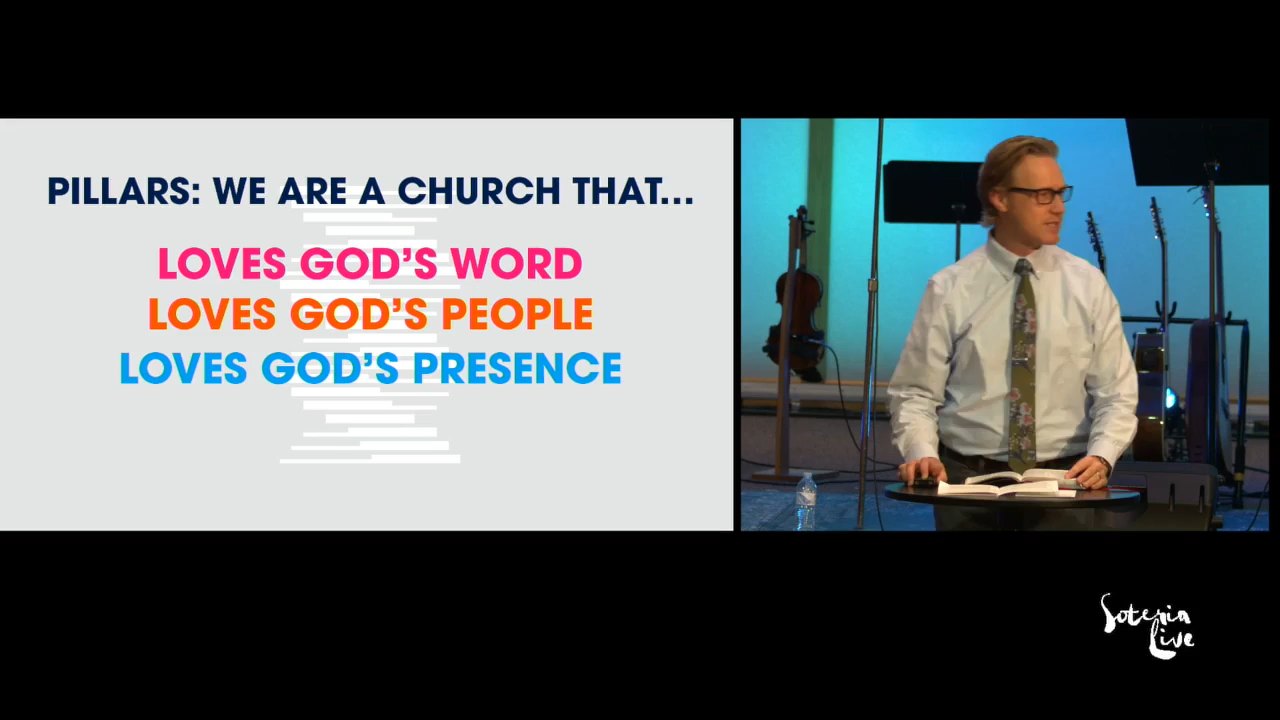 PILLARS: WE ARE A CHURCH THAT...
LOVES GOD'S WORD
LOVES GOD'S PEOPLE
LOVES GOD'S PRESENCE
Soteria
Live